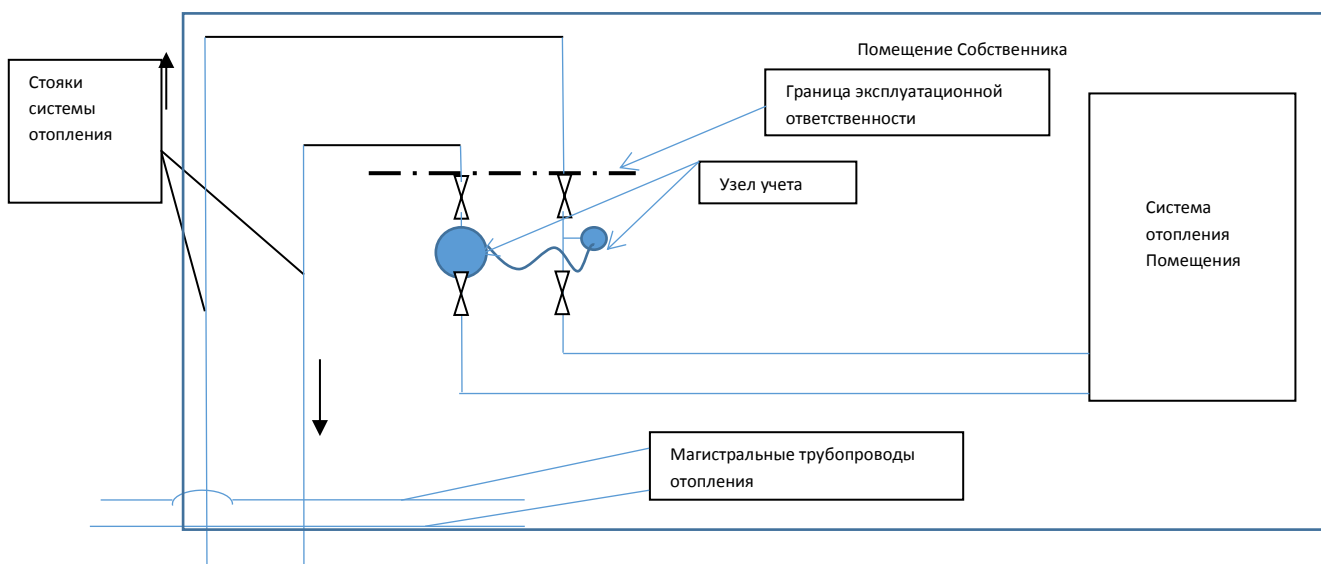 Помещение Собственника
Стояки
системы
отопления
Граница эксплуатационной
ответственности
Узел учета
Система
отопления
Помещения
Магистральные трубопроводы
отопления